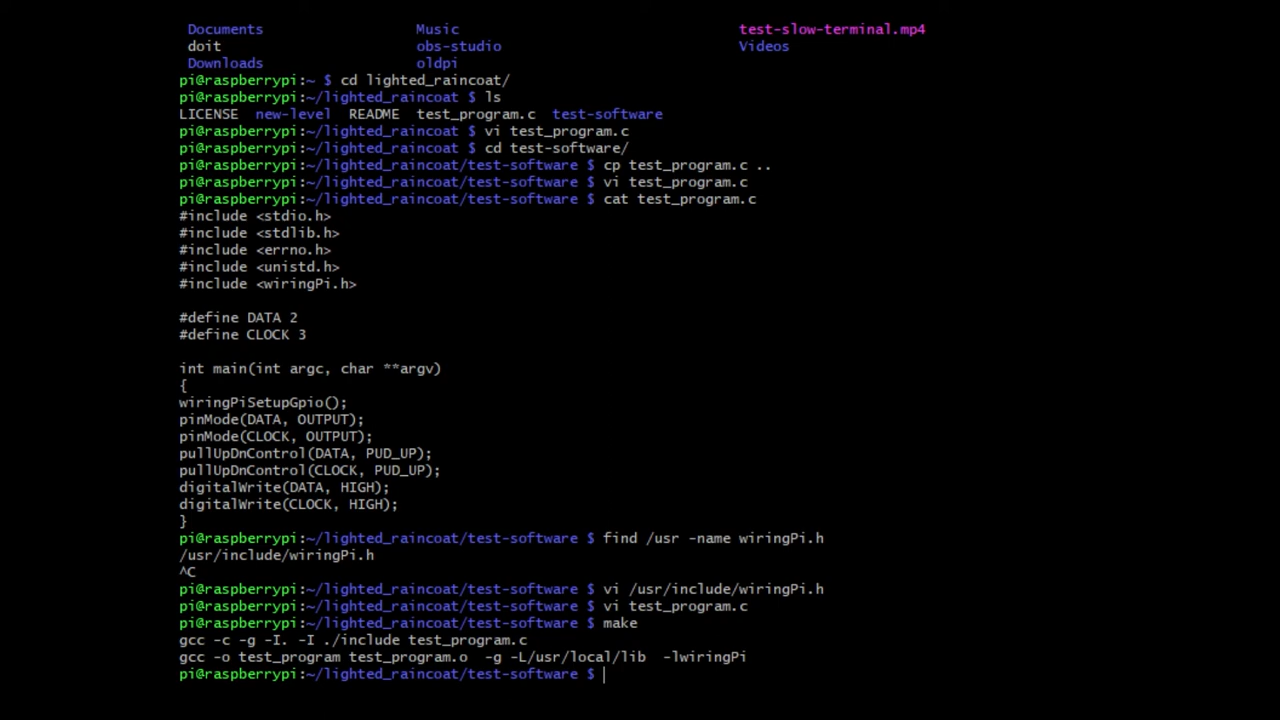 Documents Music test-slow-terminal.mp4
doit obs-studio Videos
Downloads oldpi
pi@raspberrypi:~ $ cd lighted_raincoat/
pi@raspberrypi:~/lighted_raincoat $ ls
LICENSE new-level README test_program.c test-software
pi@raspberrypi:~/lighted_raincoat $ vi test_program.c
pi@raspberrypi:~/lighted_raincoat $ cd test-software/
pi@raspberrypi:~/lighted_raincoat/test-software $ cp test_program.c ..
pi@raspberrypi:~/lighted_raincoat/test-software $ vi test_program.c
pi@raspberrypi:~/lighted_raincoat/test-software $ cat test_program.c
#include <stdio.h>
#include <stdlib.h>
#include <errno.h>
#include <unistd.h>
#include <wiringPi.h>
#define DATA 2
#define CLOCK 3
int main(int argc, char **argv)
{
wiringPiSetupGpio();
pinMode(DATA, OUTPUT);
pinMode(CLOCK, OUTPUT);
pullUpDnControl(DATA, PUD_UP);
pullUpDnControl(CLOCK, PUD_UP);
digitalWrite(DATA, HIGH);
digitalWrite(CLOCK, HIGH);
}
pi@raspberrypi:~/lighted_raincoat/test-software $ find /usr -name wiringPi.h
/usr/include/wiringPi.h
^C
pi@raspberrypi:~/lighted_raincoat/test-software $ vi /usr/include/wiringPi.h
pi@raspberrypi:~/lighted_raincoat/test-software $ vi test_program.c
pi@raspberrypi:~/lighted_raincoat/test-software $ make
gcc -c -g -I. -I ./include test_program.c
gcc -o test_program test_program.o -g -L/usr/local/lib -lwiringPi
pi@raspberrypi:~/lighted_raincoat/test-software $